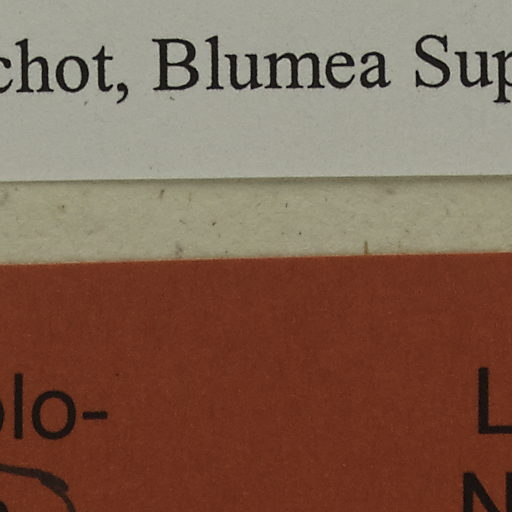 chot, Blumea Sup
olo- L
N